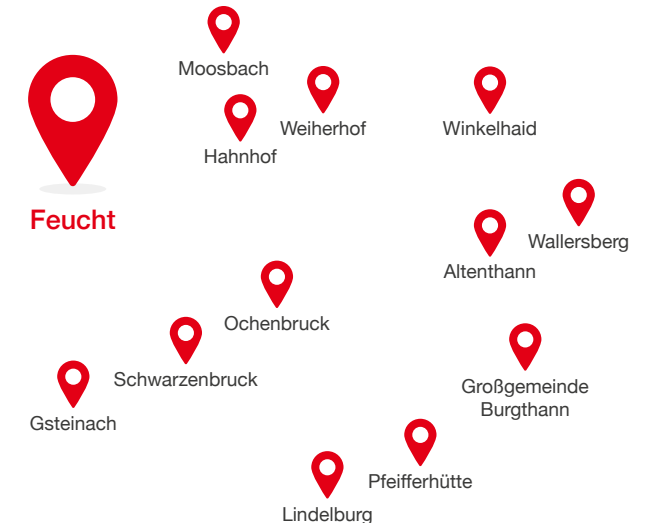 Moosbach
Weiherhof
Winkelhaid
Hahnhof
Feucht
Wallersberg
Altenthann
Ochenbruck
Schwarzenbruck
Großgemeinde
Burgthann
Gsteinach
Pfeifferhütte
Lindelburg